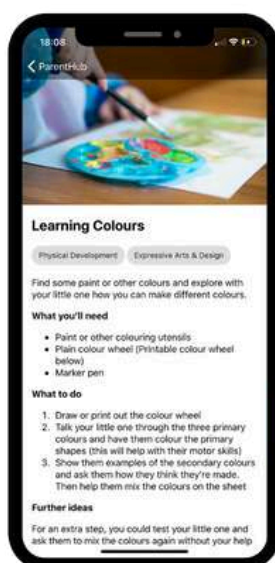 18:08
ParentHub
Learning Colours
Physical Development
Expressive Arts & Design
Find some paint or other colours and explore with
your little one how you can make different colours.
What you'll need
• Paint or other colouring utensils
• Plain colour wheel (Printable colour wheel
below)
• Marker pen
What to do
1. Draw or print out the colour wheel
2. Talk your little one through the three primary
colours and have them colour the primary
shapes (this will help with their motor skills)
3. Show them examples of the secondary colours
and ask them how they think they're made.
Then help them mix the colours on the sheet
Further ideas
For an extra step, you could test your little one and
ask them to mix the colours again without your help